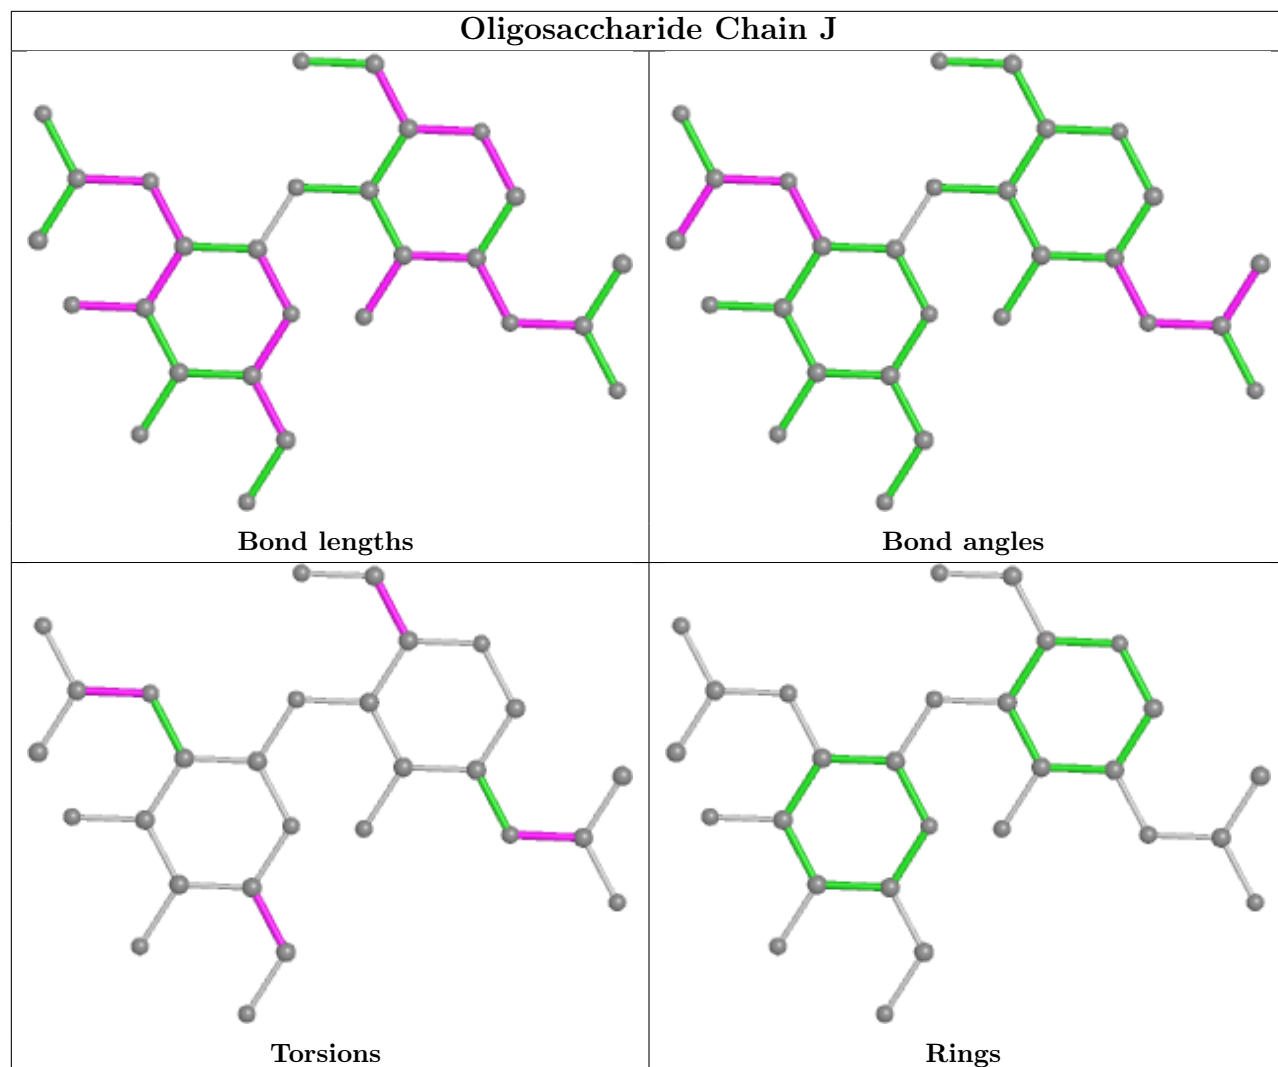 Oligosaccharide Chain J
Bond lengths
Bond angles
Torsions
Rings